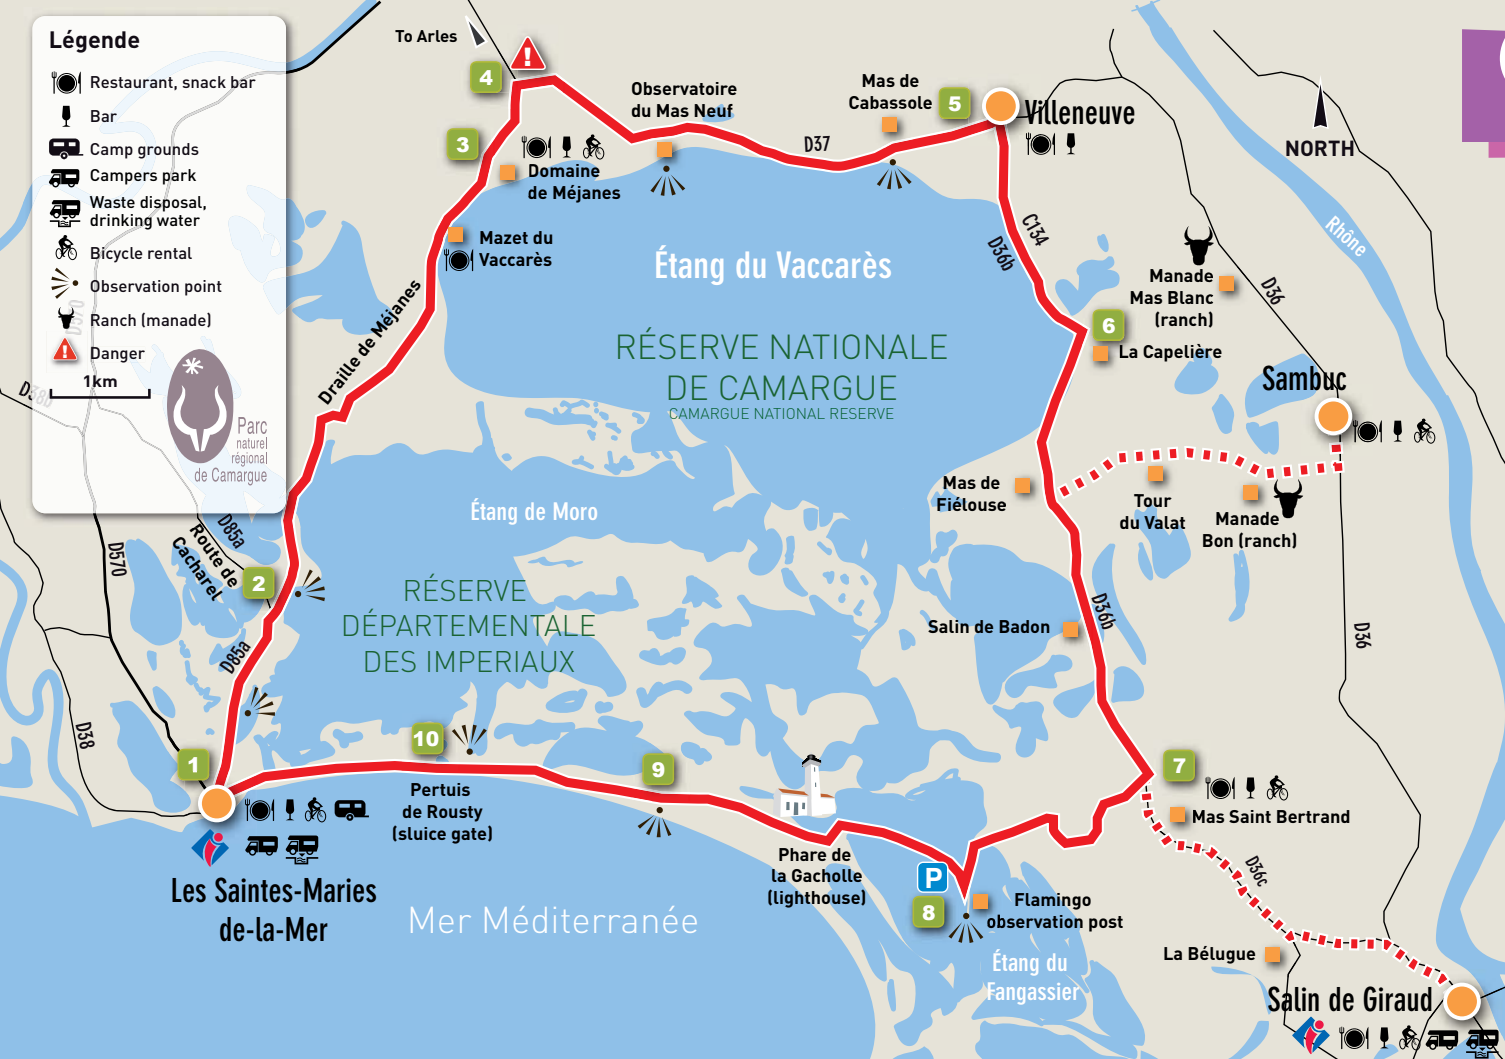 Légende
Restaurant, snack bar
Bar
Camp grounds
Campers park
Waste disposal,
drinking water
Bicycle rental
Observation point
Ranch (manade)
Danger
1km
Parc
naturel
régional
de Camargue
D570
D38b
To Arles
4
!
3
Observatoire
du Mas Neuf
Mas de
Cabassole
5
Villeneuve
NORTH
D37
Domaine
de Méjanes
Mazet du
Vaccarès
Étang du Vaccarès
C134
D36b
Rhône
Manade
Mas Blanc
(ranch)
D36
Draille de Méjanes
RÉSERVE NATIONALE
DE CAMARGUE
CAMARGUE NATIONAL RESERVE
6
La Capelière
Sambuc
Mas de
Fiélouse
Tour
du Valat
Manade
Bon (ranch)
Étang de Moro
D85a
Route de
Cacharel
D570
2
RÉSERVE
DÉPARTEMENTALE
DES IMPERIAUX
Salin de Badon
D36b
D36
D85a
D38
1
10
9
7
Pertuis
de Rousty
(sluice gate)
Mas Saint Bertrand
Phare de
la Gacholle
(lighthouse)
P
8
Flamingo
observation post
D36c
Les Saintes-Maries
de-la-Mer
Mer Méditerranée
Étang du
Fangassier
La Bélugue
Salin de Giraud